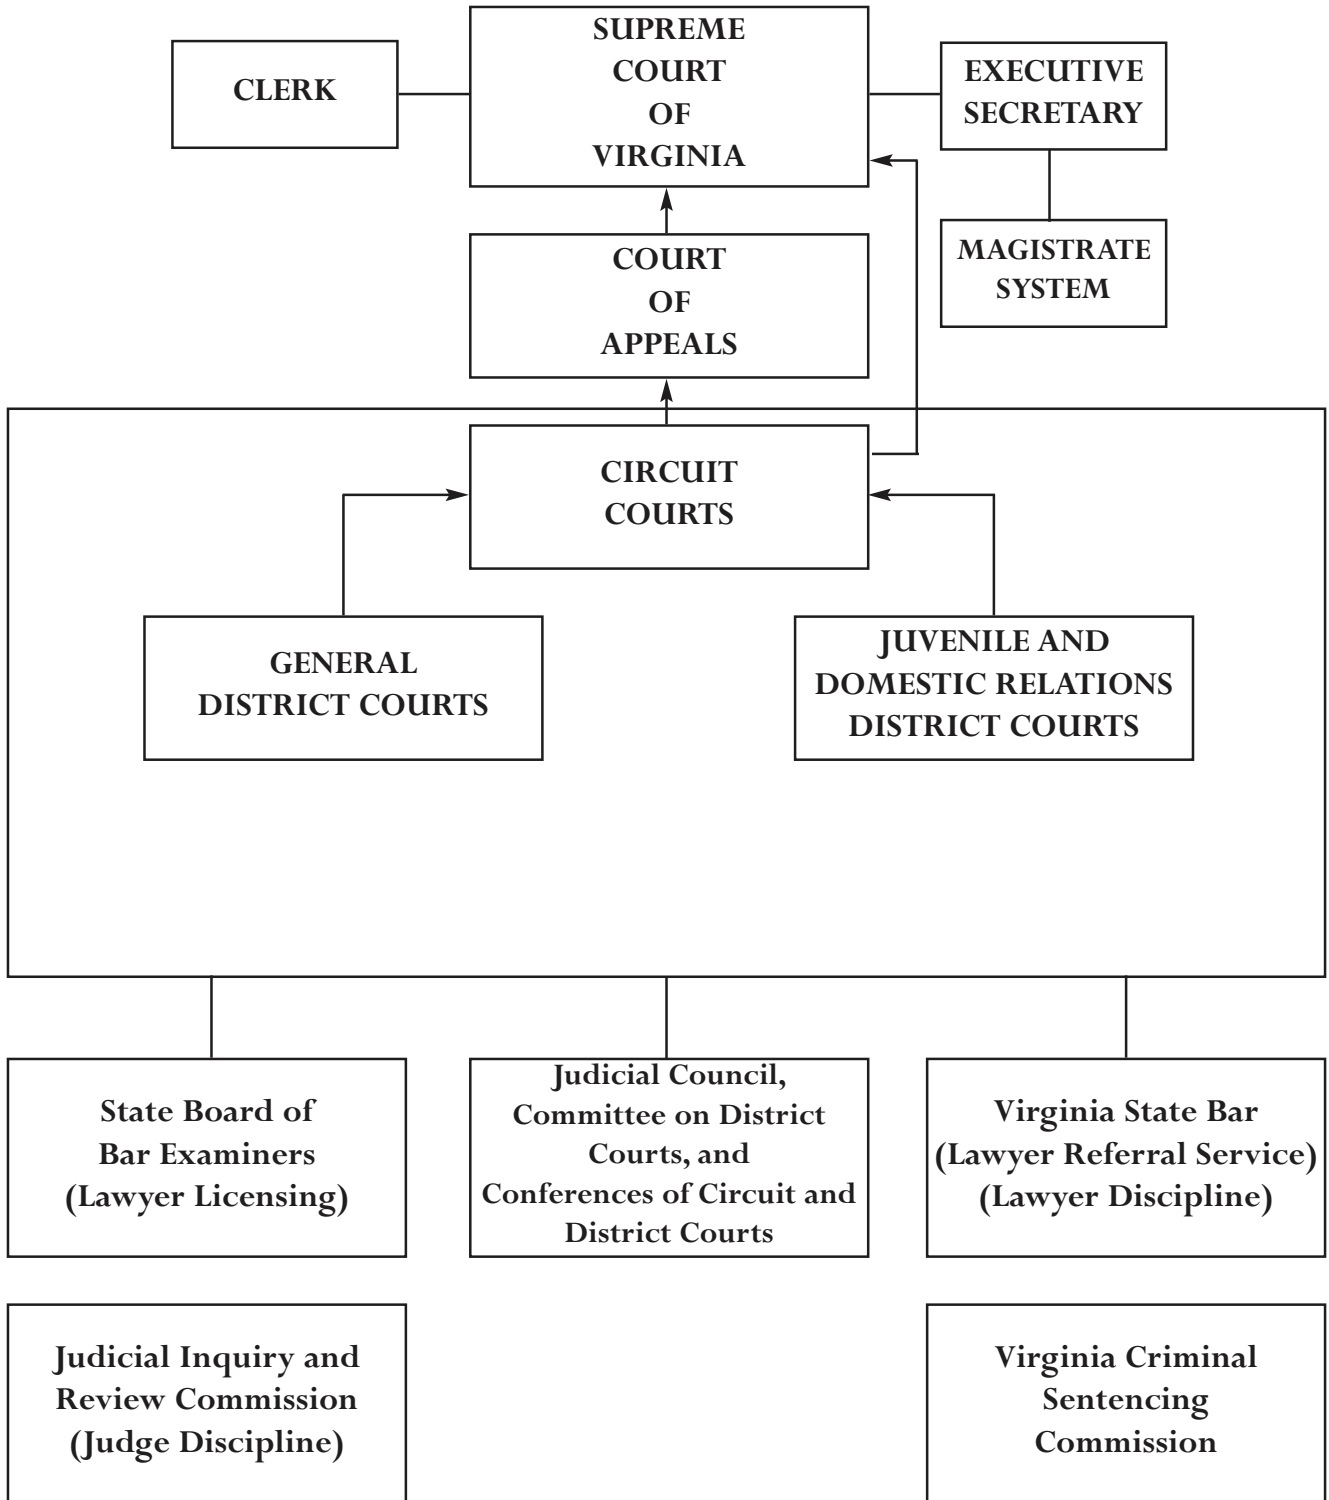 CLERK
SUPREME
COURT
OF
VIRGINIA
EXECUTIVE
SECRETARY
MAGISTRATE
SYSTEM
COURT
OF
APPEALS
CIRCUIT
COURTS
GENERAL
DISTRICT COURTS
JUVENILE AND
DOMESTIC RELATIONS
DISTRICT COURTS
State Board of
Bar Examiners
(Lawyer Licensing)
Judicial Council,
Committee on District
Courts, and
Conferences of Circuit and
District Courts
Virginia State Bar
(Lawyer Referral Service)
(Lawyer Discipline)
Judicial Inquiry and
Review Commission
(Judge Discipline)
Virginia Criminal
Sentencing
Commission